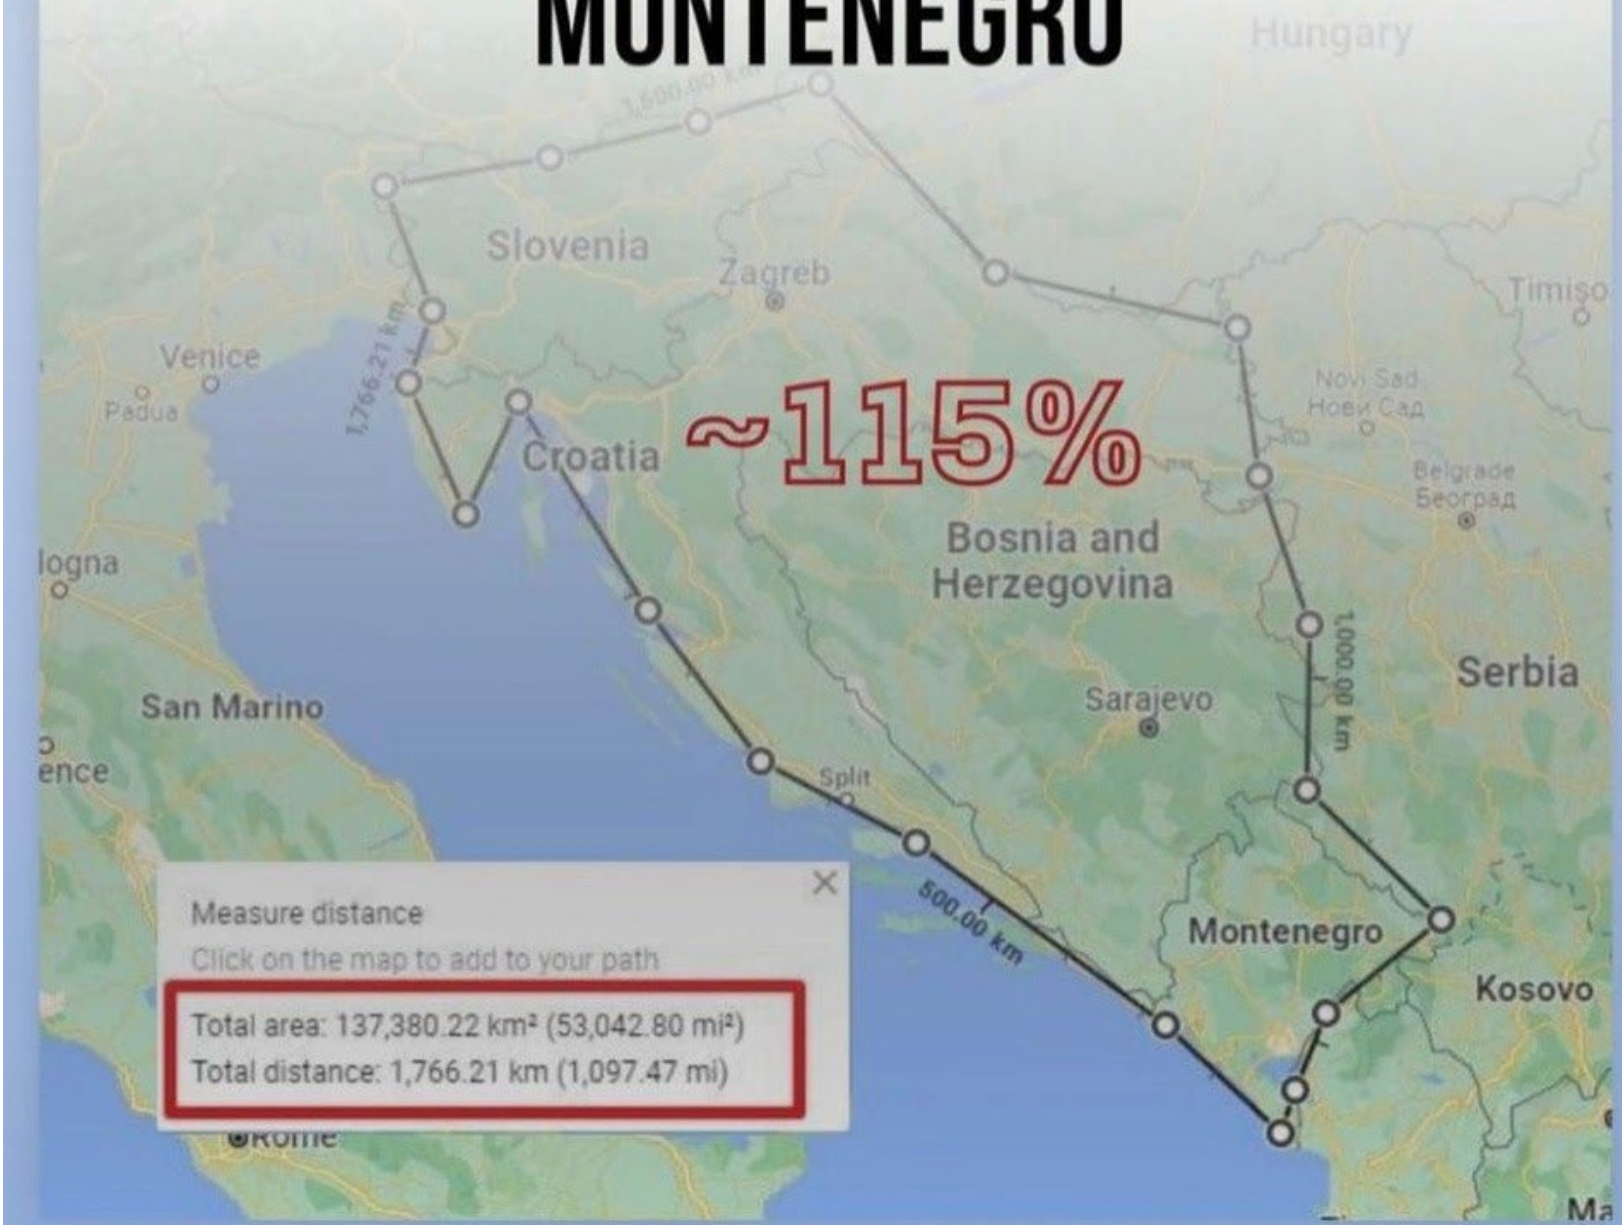 MONTENEGRO
Hungary
1,500.00 km
Slovenia
Zagreb
Timișo
1,766.21 km
Venice
Padua
Novi Sad
Нови Сад
~115%
Croatia
Belgrade
Београд
Bosnia and
Herzegovina
logna
1,000.00 km
Serbia
San Marino
Sarajevo
ence
Split
500.00 km
Montenegro
Kosovo
Measure distance
Click on the map to add to your path
Total area: 137,380.22 km² (53,042.80 mi²)
Total distance: 1,766.21 km (1,097.47 mi)
Rome
Ma